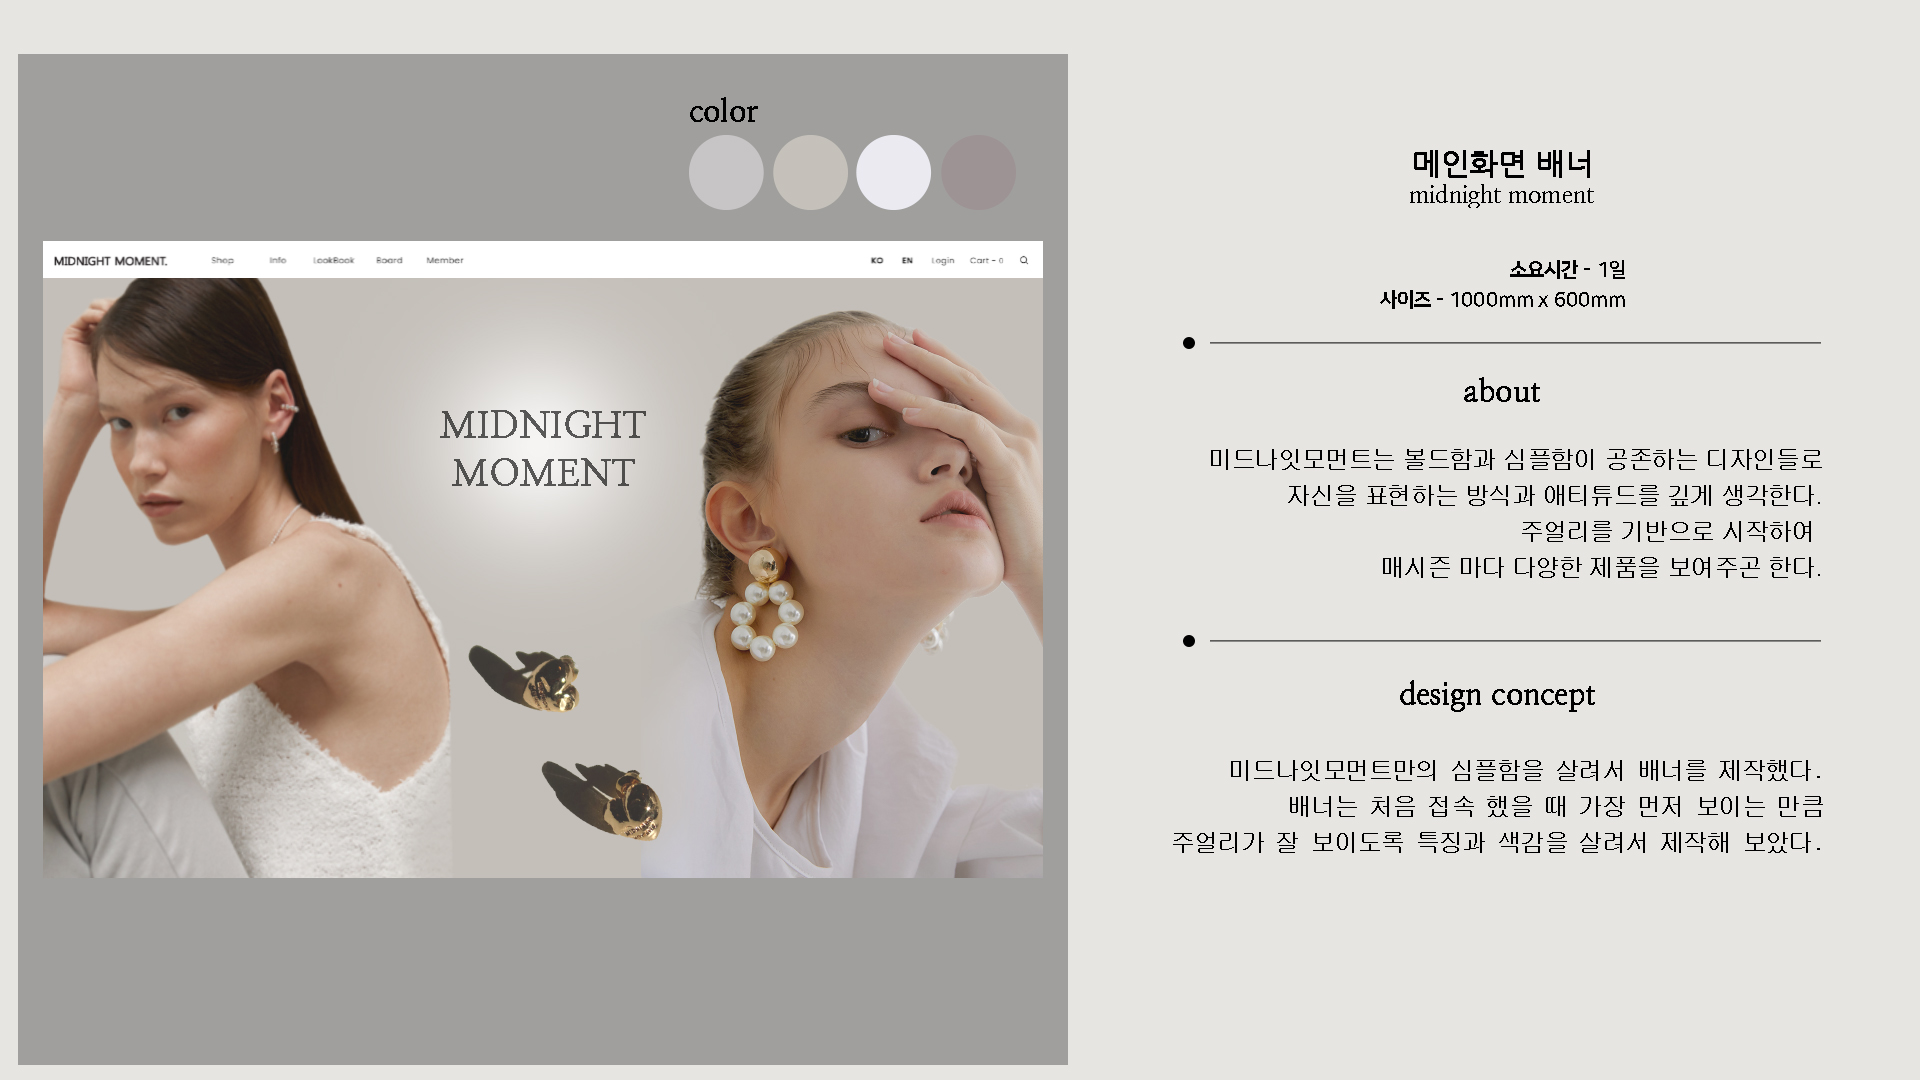 color
MIDNIGHT MOMENT.
Shop
Info
LookBook
Board
Member
KO
EN
Login
Cart - 0
MIDNIGHT
MOMENT
메인화면 배너
midnight moment
소요시간 - 1일
사이즈 - 1000mm x 600mm
about
미드나잇모먼트는 볼드함과 심플함이 공존하는 디자인들로
자신을 표현하는 방식과 애티튜드를 깊게 생각한다.
주얼리를 기반으로 시작하여
매시즌 마다 다양한 제품을 보여주곤 한다.
design concept
미드나잇모먼트만의 심플함을 살려서 배너를 제작했다.
배너는 처음 접속 했을 때 가장 먼저 보이는 만큼
주얼리가 잘 보이도록 특징과 색감을 살려서 제작해 보았다.